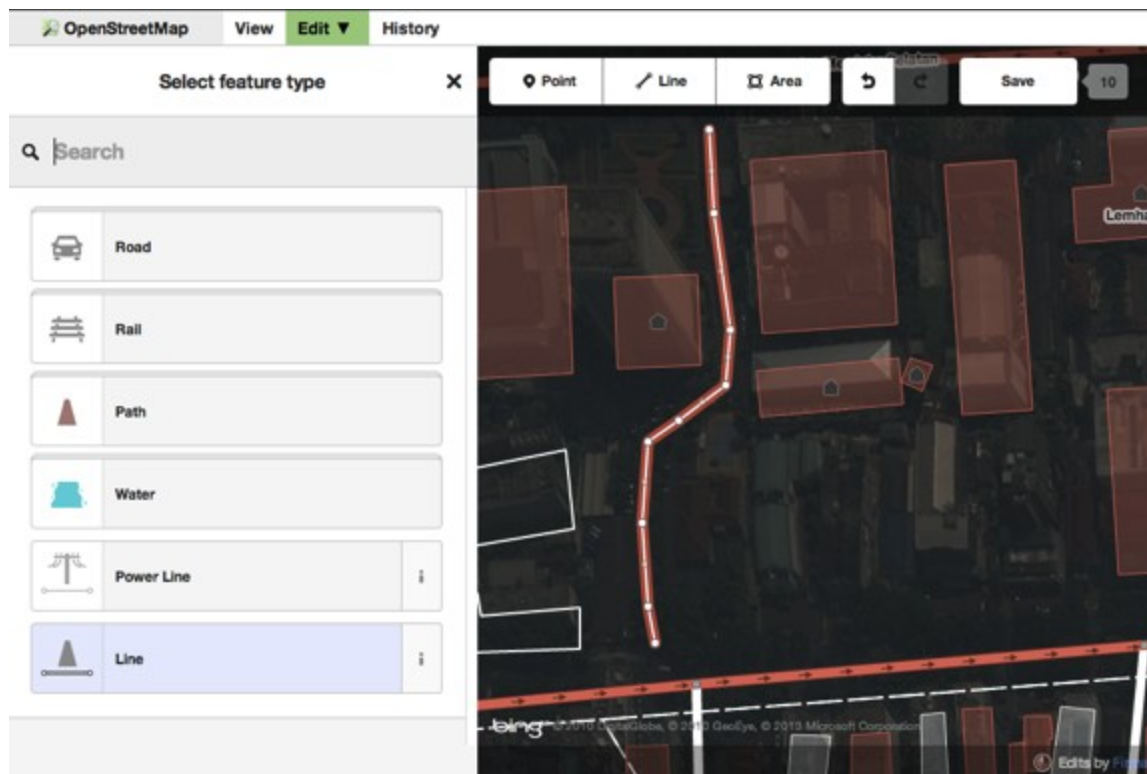 OpenStreetMap View Edit ▼ History
Select feature type
Point Line Area Save 10
Search
Road
Rail
Path
Water
Power Line
Line
Selatan
Lemha
bing © 2010 DigitalGlobe, © 2010 GeoEye, © 2013 Microsoft Corporation
Edits by